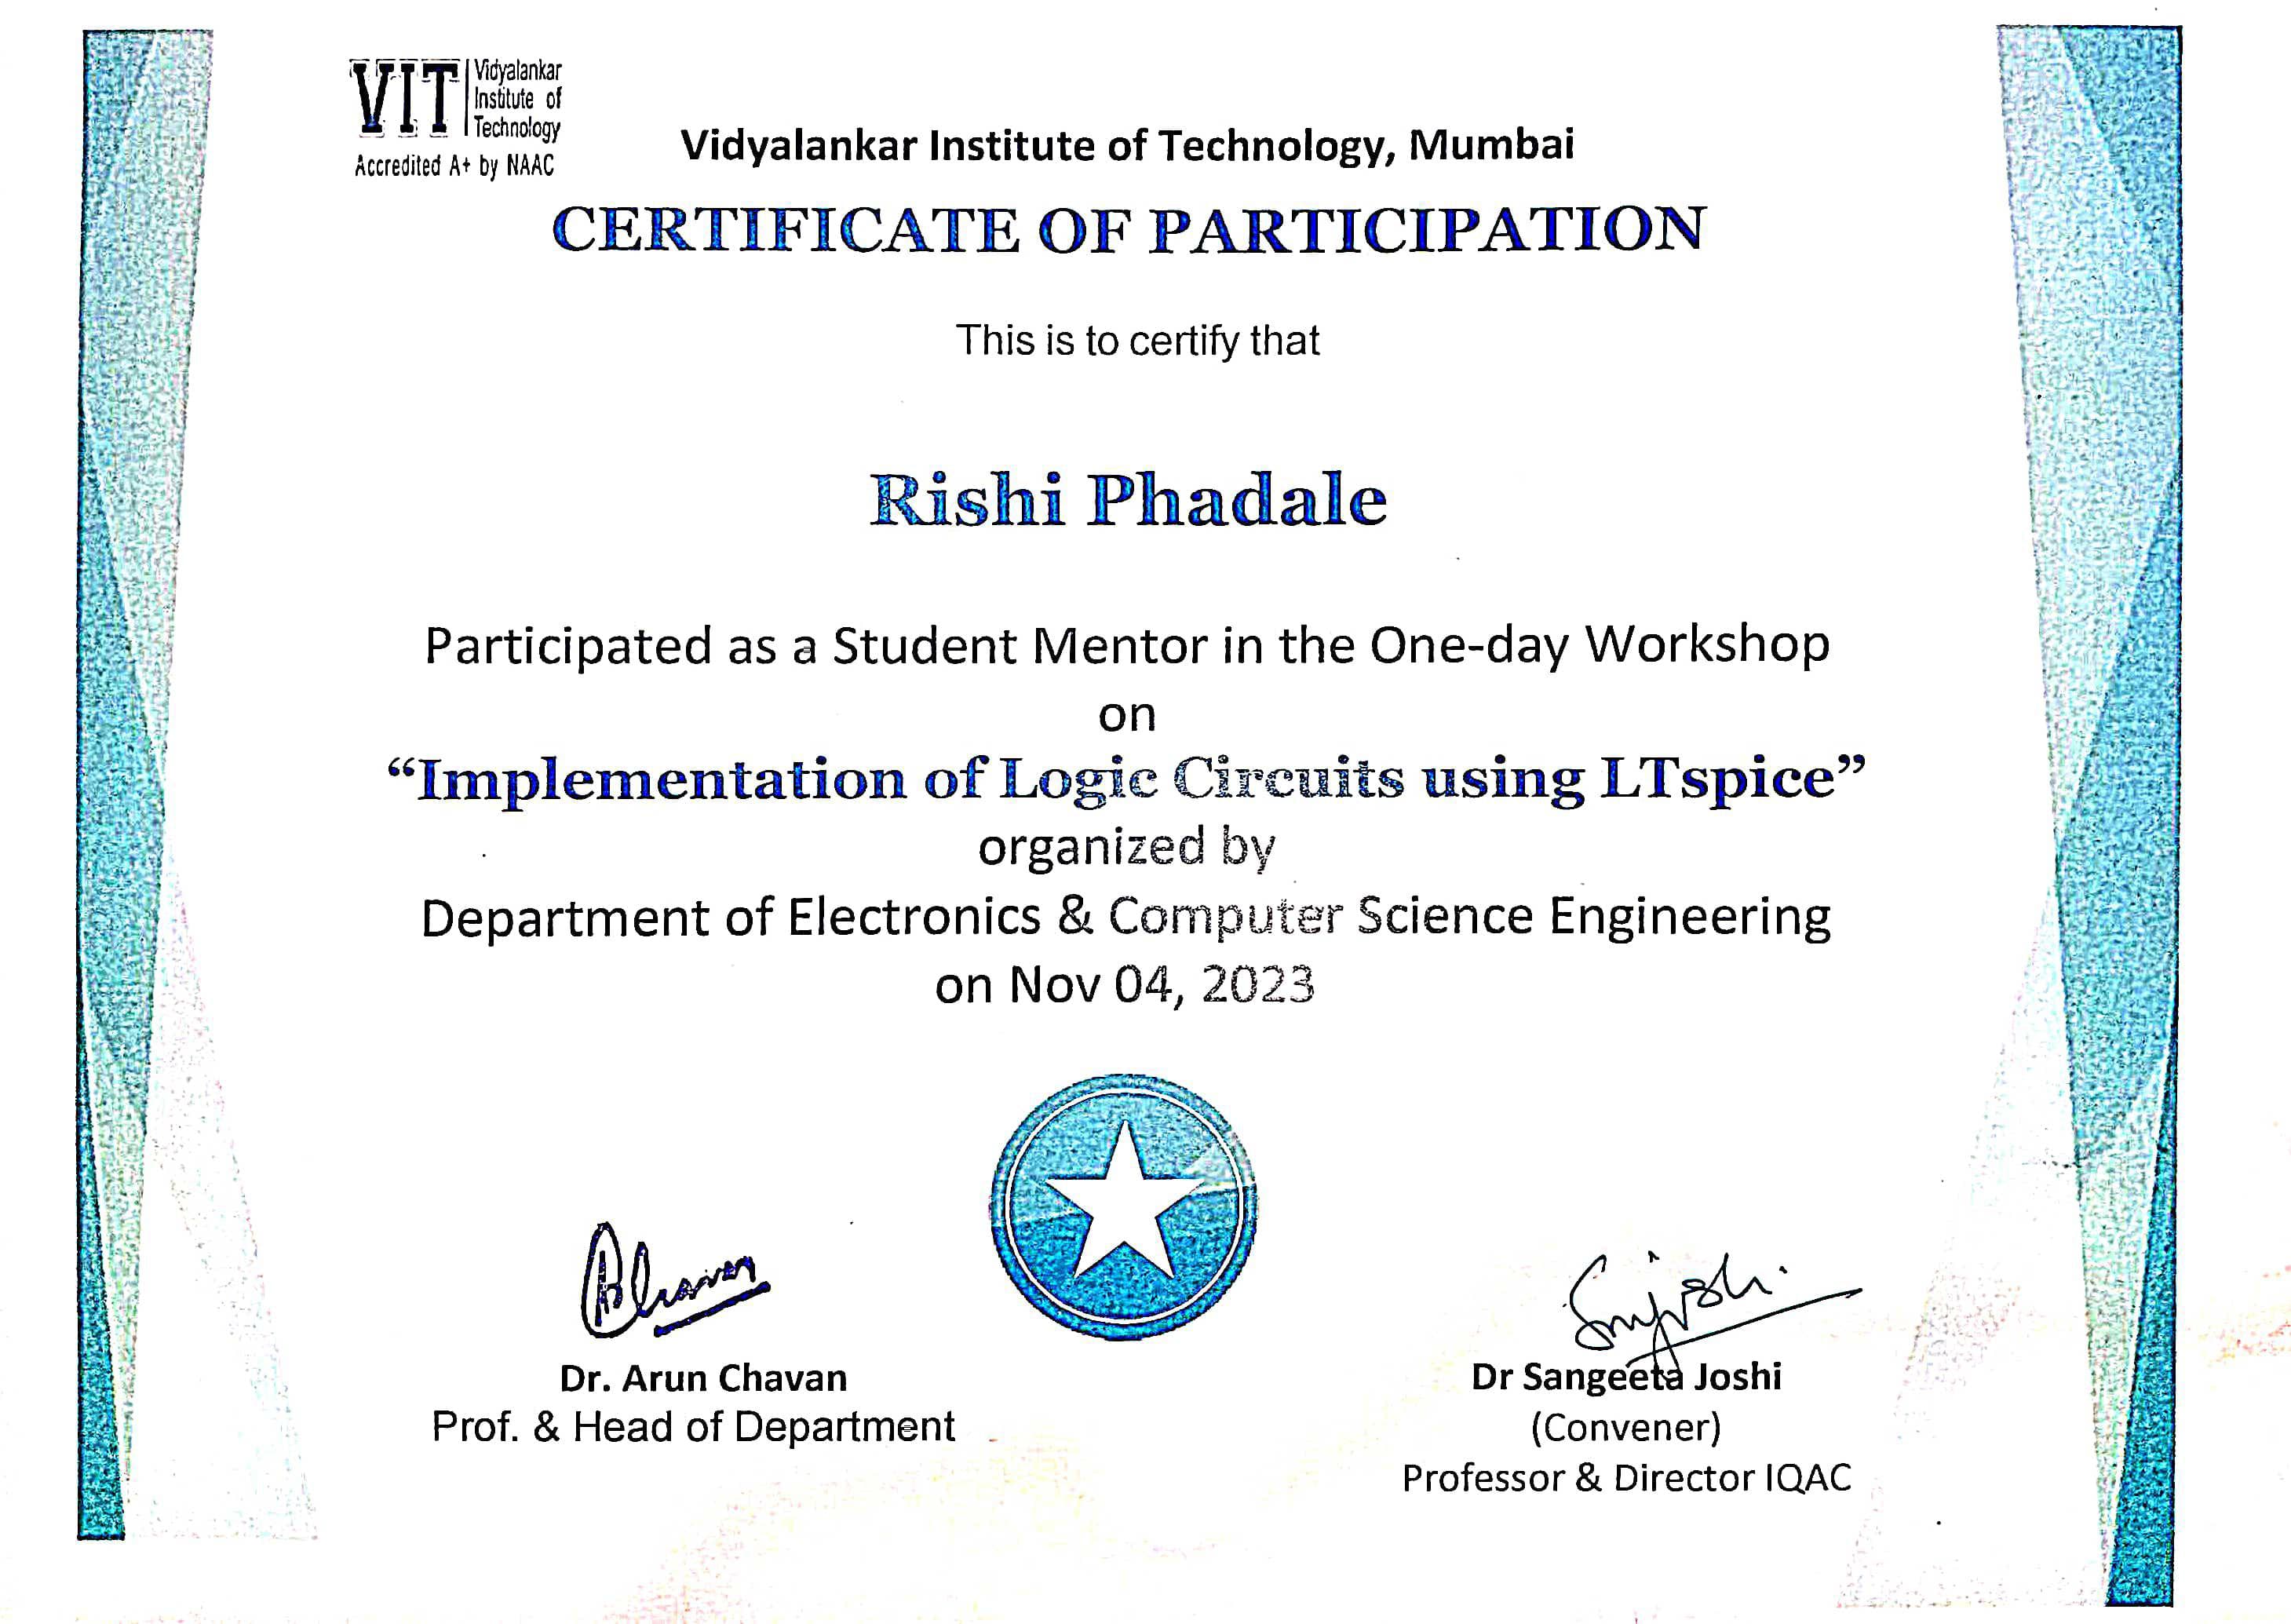 VIT
Vidyalankar
Institute of
Technology
Accredited A+ by NAAC
Vidyalankar Institute of Technology, Mumbai
CERTIFICATE OF PARTICIPATION
This is to certify that
Rishi Phadale
Participated as a Student Mentor in the One-day Workshop
on
“Implementation of Logic Circuits using LTspice”
organized by
Department of Electronics & Computer Science Engineering
on Nov 04, 2023
Dr. Arun Chavan
Prof. & Head of Department
Dr Sangeeta Joshi
(Convener)
Professor & Director IQAC